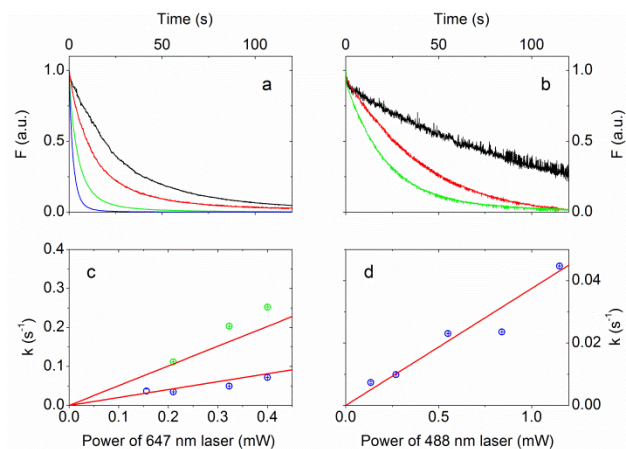 Time (s)
Time (s)
0 50 100
0 50 100
1.0
0.5
0.0
F (a.u.)
a
b
1.0
0.5
0.0
F (a.u.)
0.4
0.3
0.2
0.1
0.0
k (s⁻¹)
c
d
0.04
0.02
0.00
k (s⁻¹)
0.0 0.1 0.2 0.3 0.4
0.0 0.5 1.0
Power of 647 nm laser (mW)
Power of 488 nm laser (mW)